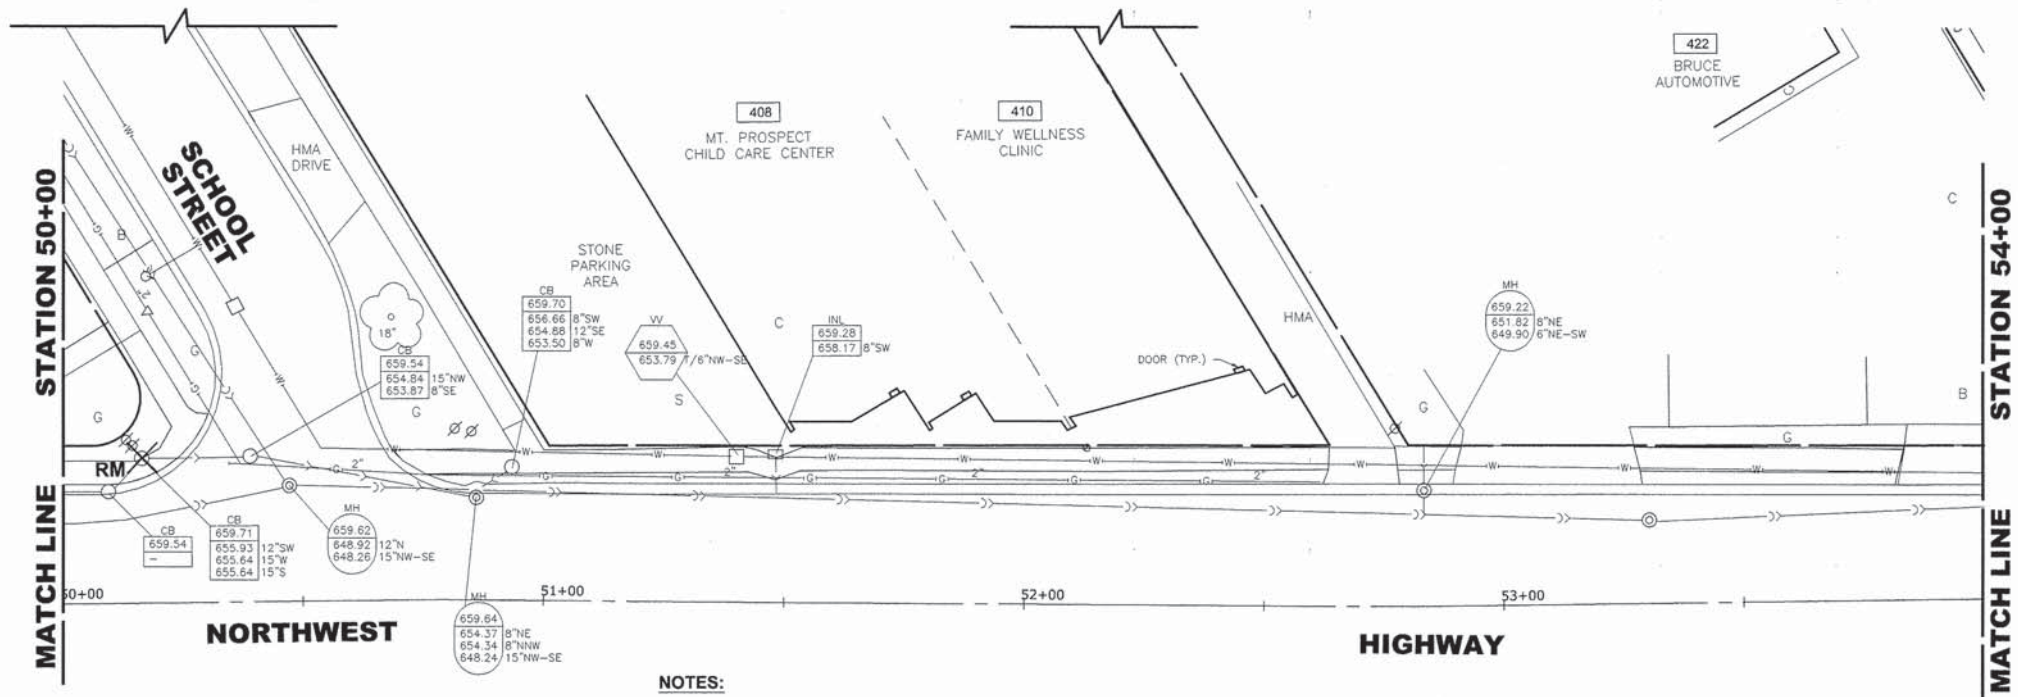 422
BRUCE
AUTOMOTIVE
408
MT. PROSPECT
CHILD CARE CENTER
410
FAMILY WELLNESS
CLINIC
HMA
DRIVE
SCHOOL
STREET
STATION 50+00
STATION 54+00
C
B
STONE
PARKING
AREA
18"
2"
CB
659.70
656.66 8"SW
654.88 12"SE
653.50 8"W
VV
659.45
653.79 T/6"NW-SE
C
INL
659.28
658.17 8"SW
HMA
MH
659.22
651.82 8"NE
649.90 6"NE-SW
DOOR (TYP.)
CB
659.54
654.84 15"NW
653.87 8"SE
G
G
S
G
B
G
RM
2"
2"
2"
2"
CB
659.54
–
CB
659.71
655.93 12"SW
655.64 15"W
655.64 15"S
MH
659.62
648.92 12"N
648.26 15"NW-SE
MH
659.64
654.37 8"NE
654.34 8"NNW
648.24 15"NW-SE
50+00
51+00
52+00
53+00
MATCH LINE
MATCH LINE
NORTHWEST
HIGHWAY
NOTES: